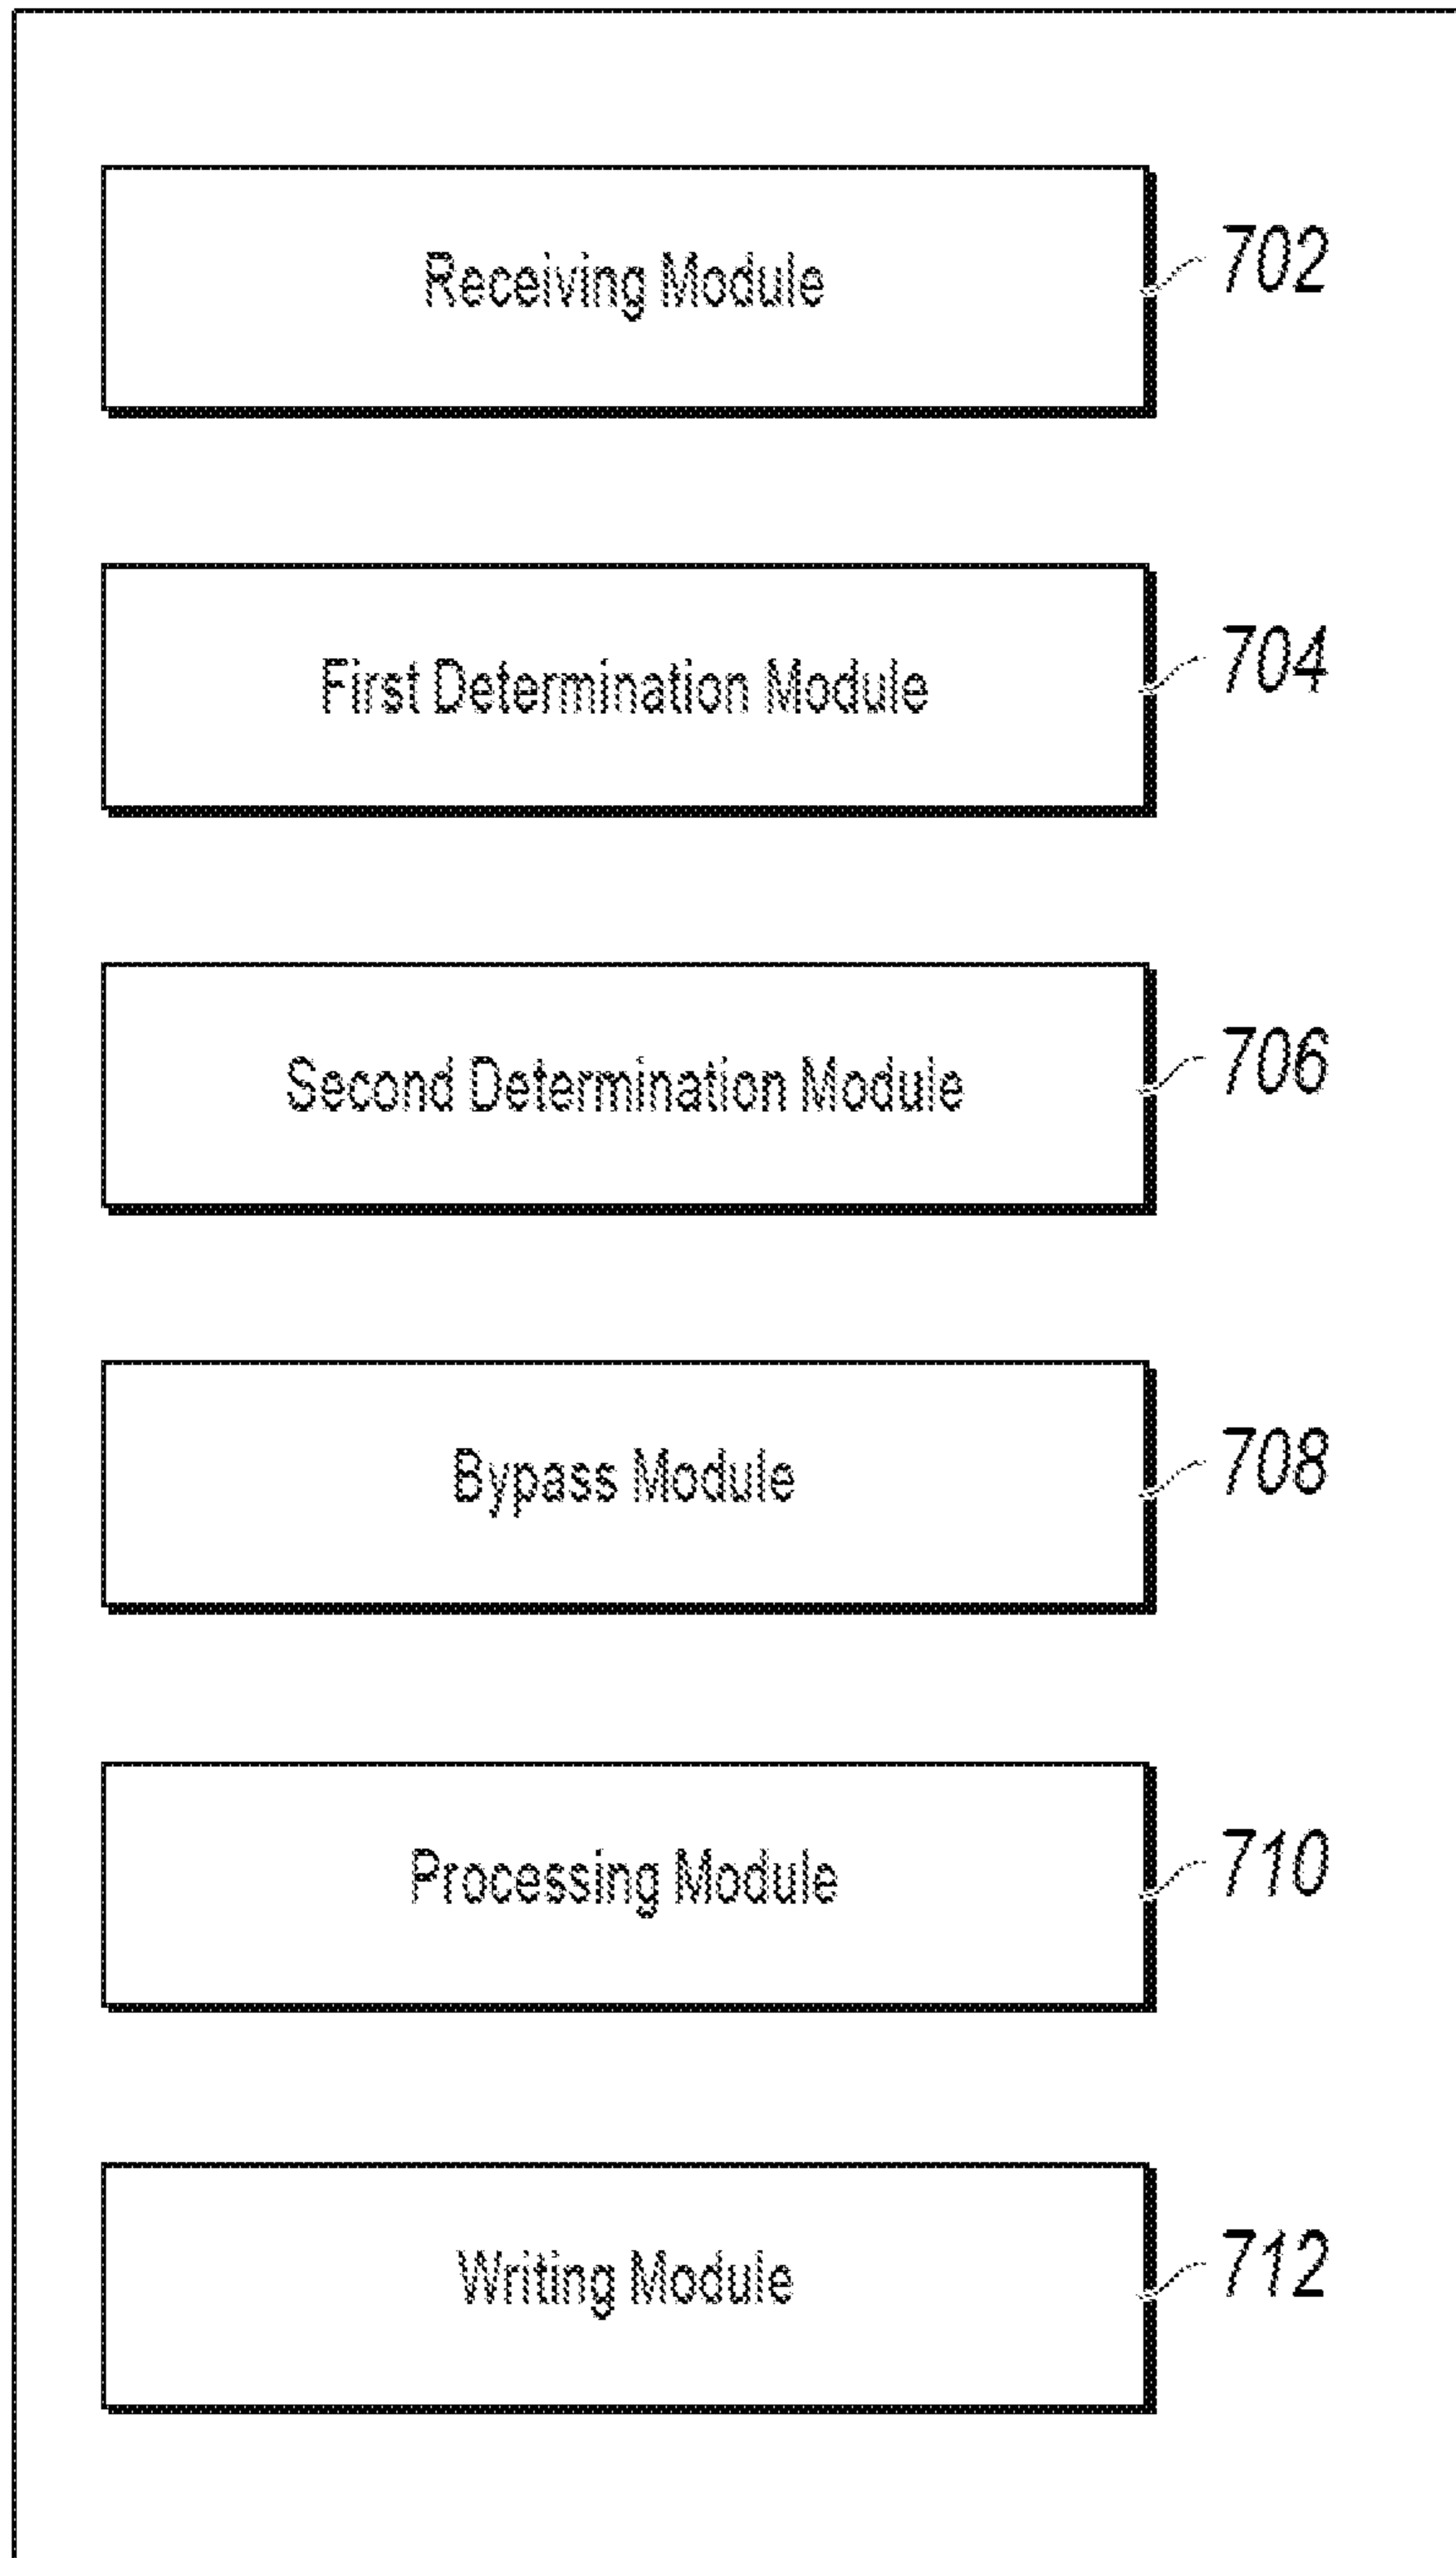 Receiving Module
702
First Determination Module
704
Second Determination Module
706
Bypass Module
708
Processing Module
710
Writing Module
712